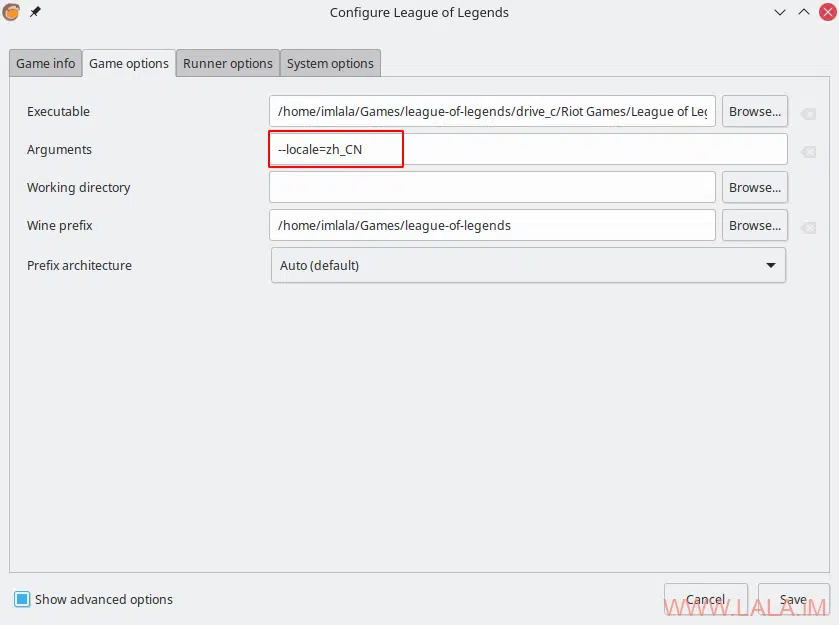 Configure League of Legends
Game info Game options Runner options System options
Executable /home/imlala/Games/league-of-legends/drive_c/Riot Games/League of Leg Browse...
Arguments --locale=zh_CN
Working directory Browse...
Wine prefix /home/imlala/Games/league-of-legends Browse...
Prefix architecture Auto (default)
Show advanced options Cancel Save
WWW.LALA.IM